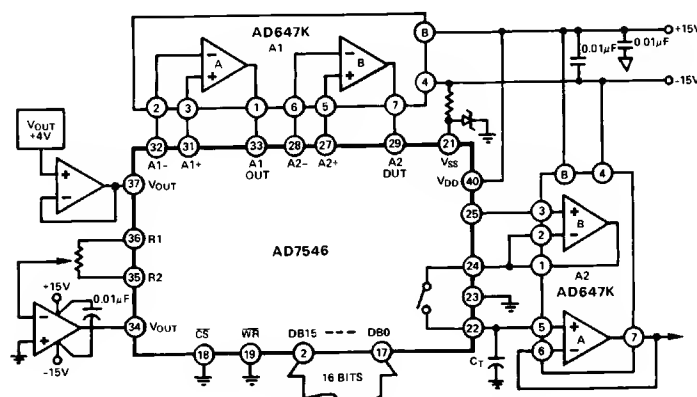 AD647K
A1
A
B
B
+15V
0.01µF
0.01µF
4
-15V
2
3
1
6
5
7
VOUT
+4V
32
31
33
28
27
29
21
A1-
A1+
A1
OUT
A2-
A2+
A2
DUT
VSS
VDD
40
B
4
37
VOUT
25
3
B
2
36
R1
AD7546
24
1
A2
35
R2
AD647K
23
+15V
0.01µF
34
VOUT
22
5
A
7
6
-15V
CS
WR
DB15
----
DB0
CT
18
19
2
17
16 BITS